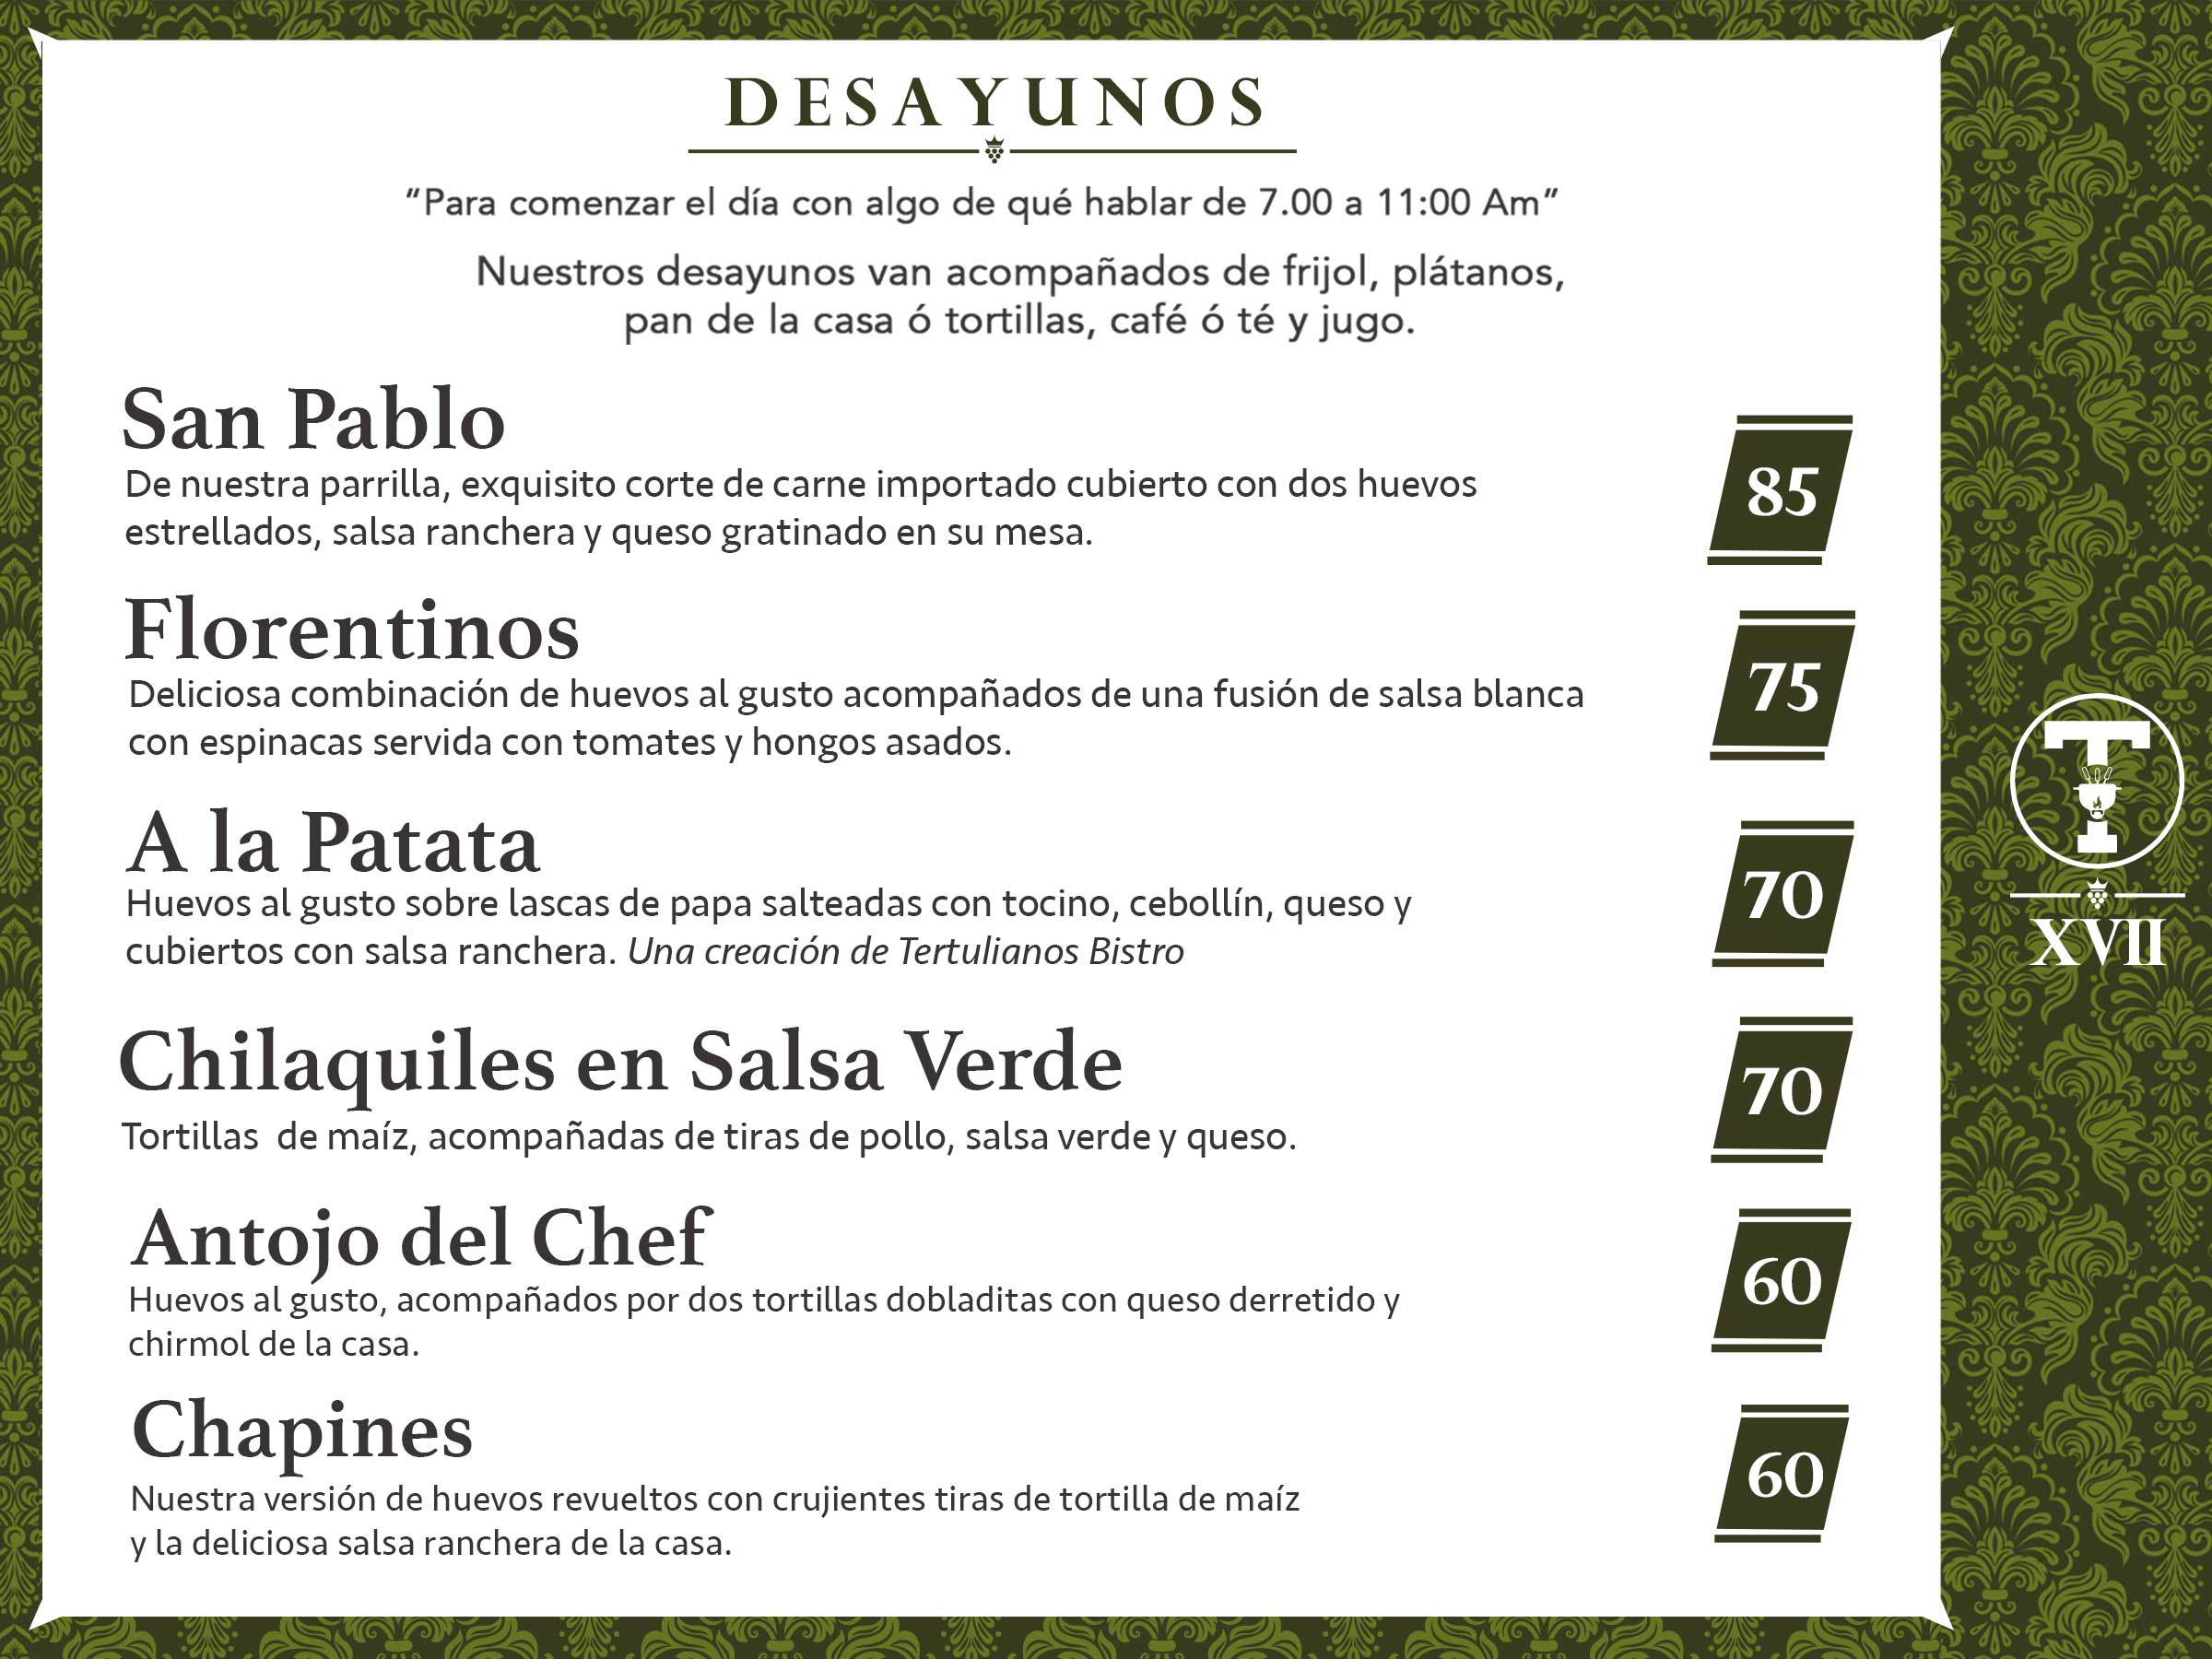 DESAYUNOS
“Para comenzar el día con algo de qué hablar de 7.00 a 11:00 Am”
Nuestros desayunos van acompañados de frijol, plátanos,
pan de la casa ó tortillas, café ó té y jugo.
San Pablo
De nuestra parrilla, exquisito corte de carne importado cubierto con dos huevos
estrellados, salsa ranchera y queso gratinado en su mesa.
85
Florentinos
Deliciosa combinación de huevos al gusto acompañados de una fusión de salsa blanca
con espinacas servida con tomates y hongos asados.
75
A la Patata
Huevos al gusto sobre lascas de papa salteadas con tocino, cebollín, queso y
cubiertos con salsa ranchera. Una creación de Tertulianos Bistro
70
Chilaquiles en Salsa Verde
Tortillas  de maíz, acompañadas de tiras de pollo, salsa verde y queso.
70
Antojo del Chef
Huevos al gusto, acompañados por dos tortillas dobladitas con queso derretido y
chirmol de la casa.
60
Chapines
Nuestra versión de huevos revueltos con crujientes tiras de tortilla de maíz
y la deliciosa salsa ranchera de la casa.
60
T
XVII